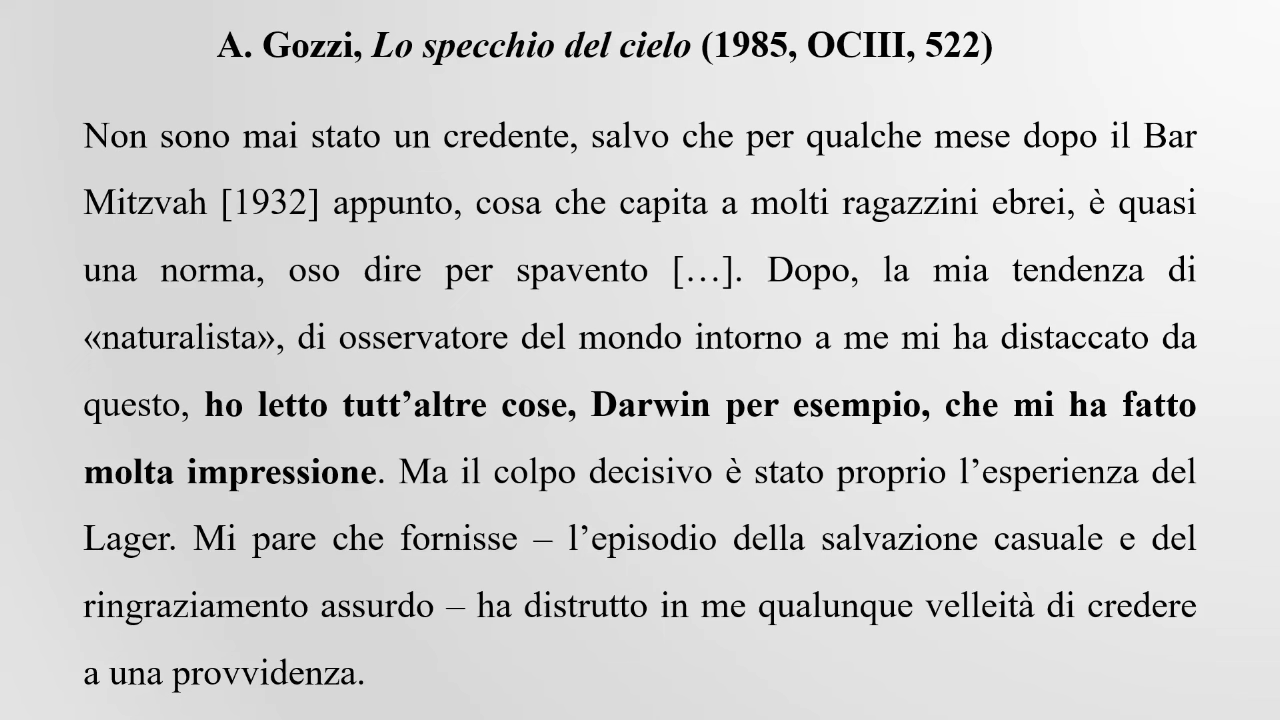 A. Gozzi, Lo specchio del cielo (1985, OCIII, 522)
Non sono mai stato un credente, salvo che per qualche mese dopo il Bar
Mitzvah [1932] appunto, cosa che capita a molti ragazzini ebrei, è quasi
una norma, oso dire per spavento […]. Dopo, la mia tendenza di
«naturalista», di osservatore del mondo intorno a me mi ha distaccato da
questo, ho letto tutt’altre cose, Darwin per esempio, che mi ha fatto
molta impressione. Ma il colpo decisivo è stato proprio l’esperienza del
Lager. Mi pare che fornisse – l’episodio della salvazione casuale e del
ringraziamento assurdo – ha distrutto in me qualunque velleità di credere
a una provvidenza.